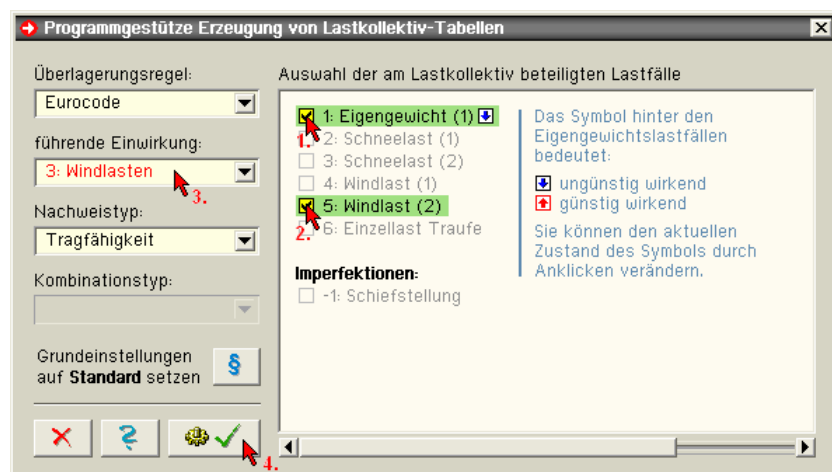 Programmgestütze Erzeugung von Lastkollektiv-Tabellen
Überlagerungsregel:
Eurocode
führende Einwirkung:
3: Windlasten
3.
Nachweistyp:
Tragfähigkeit
Kombinationstyp:
Grundeinstellungen
auf Standard setzen
§
4.
Auswahl der am Lastkollektiv beteiligten Lastfälle
1: Eigengewicht (1)
1.
2: Schneelast (1)
3: Schneelast (2)
4: Windlast (1)
5: Windlast (2)
2.
6: Einzellast Traufe
Imperfektionen:
-1: Schiefstellung
Das Symbol hinter den
Eigengewichtslastfällen
bedeutet:
ungünstig wirkend
günstig wirkend
Sie können den aktuellen
Zustand des Symbols durch
Anklicken verändern.